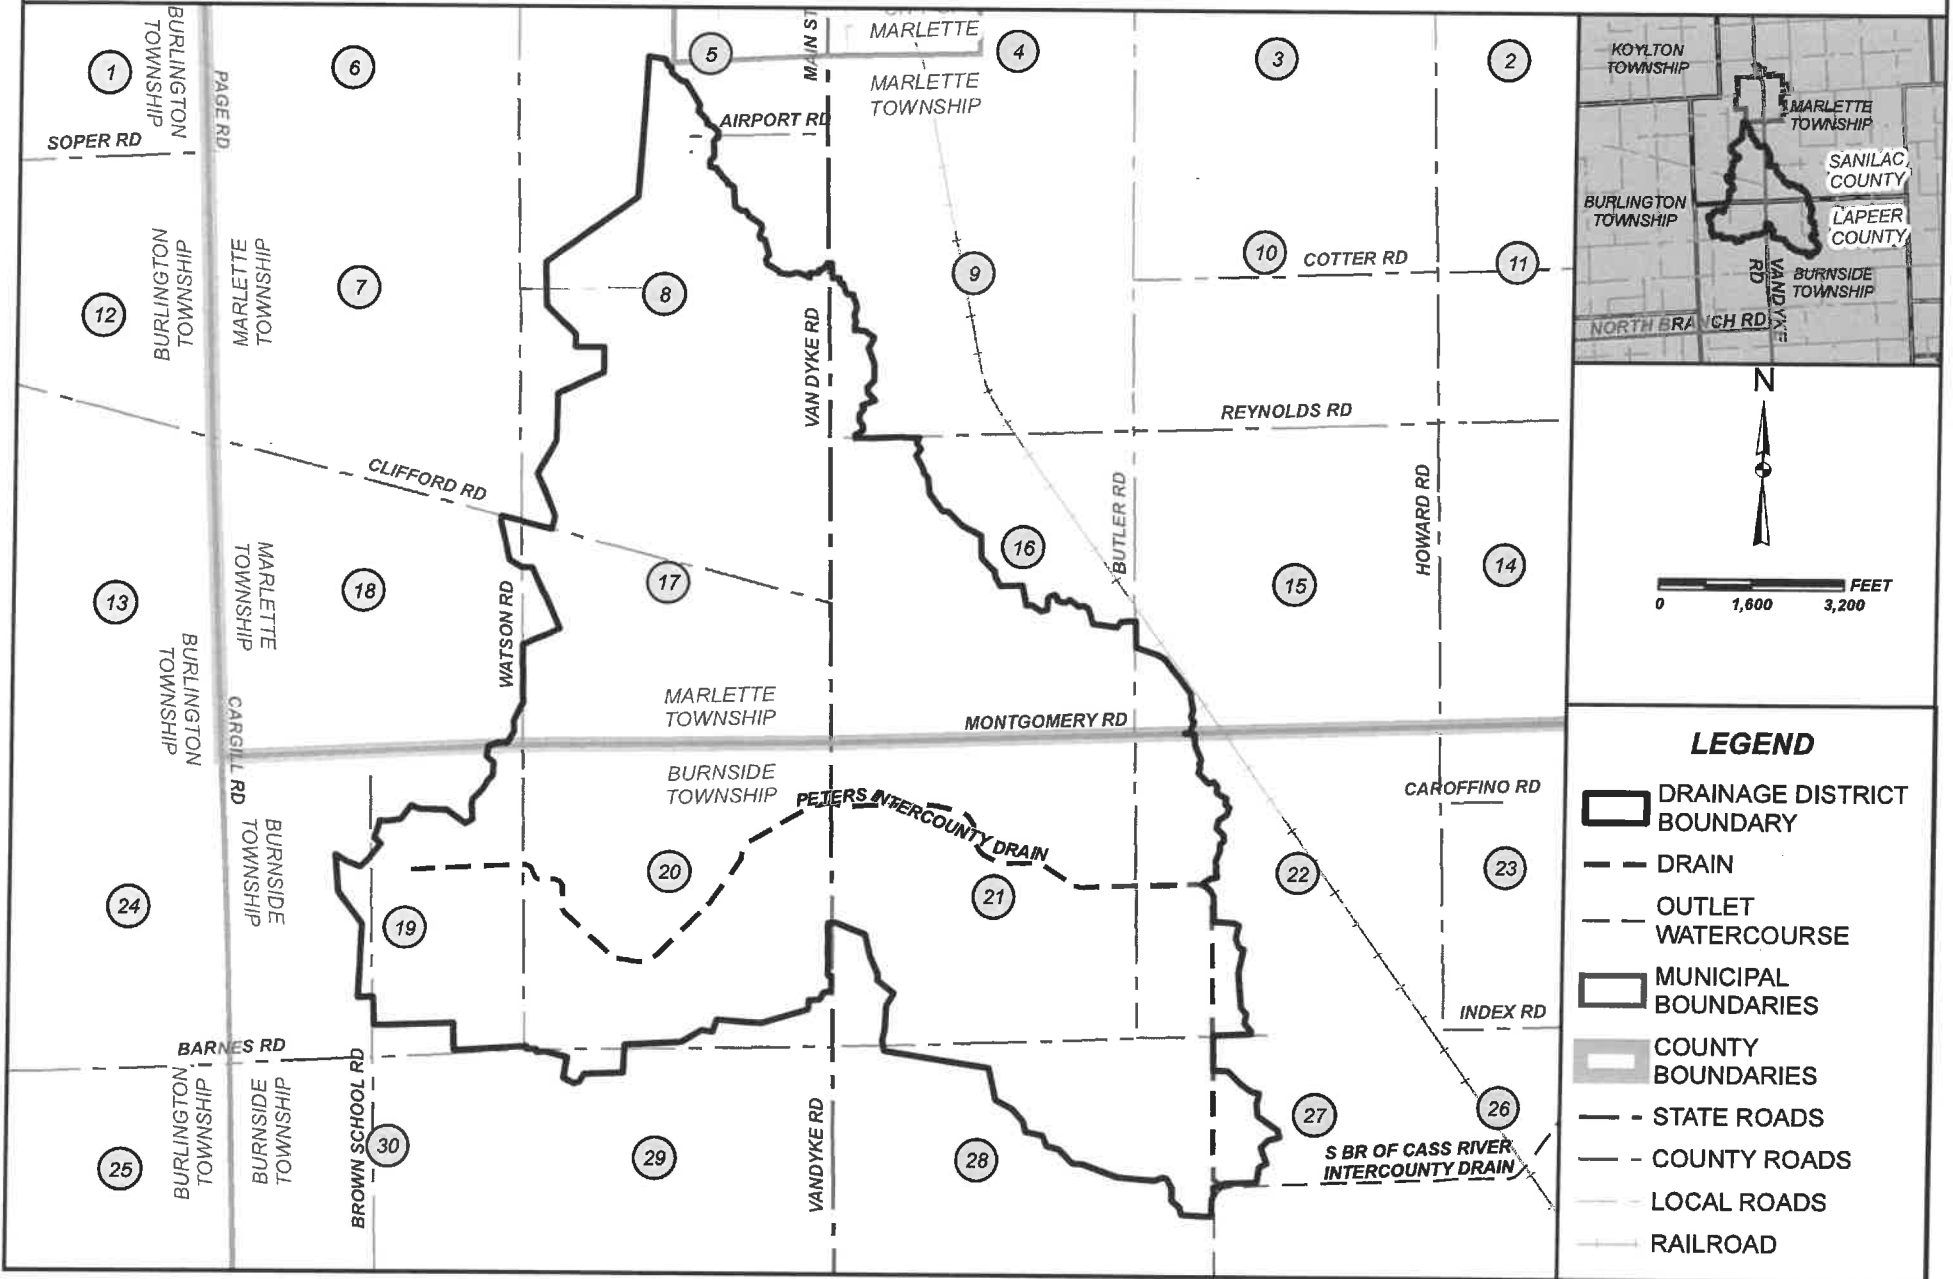 MARLETTE
MARLETTE
TOWNSHIP
MAIN ST
BURLINGTON
TOWNSHIP
PAGE RD
1
6
5
4
3
2
SOPER RD
AIRPORT RD
BURLINGTON
TOWNSHIP
MARLETTE
TOWNSHIP
12
7
8
9
10
COTTER RD
11
VAN DYKE RD
REYNOLDS RD
CLIFFORD RD
BUTLER RD
HOWARD RD
MARLETTE
TOWNSHIP
13
18
17
16
15
14
WATSON RD
BURLINGTON
TOWNSHIP
CARGILL RD
MARLETTE
TOWNSHIP
MONTGOMERY RD
BURNSIDE
TOWNSHIP
PETERS INTERCOUNTY DRAIN
CAROFFINO RD
BURNSIDE
TOWNSHIP
24
19
20
21
22
23
INDEX RD
BARNES RD
BURLINGTON
TOWNSHIP
BURNSIDE
TOWNSHIP
BROWN SCHOOL RD
VANDYKE RD
25
30
29
28
27
26
S BR OF CASS RIVER
INTERCOUNTY DRAIN
KOYLTON
TOWNSHIP
MARLETTE
TOWNSHIP
SANILAC
COUNTY
BURLINGTON
TOWNSHIP
LAPEER
COUNTY
VANDYKE
RD
BURNSIDE
TOWNSHIP
NORTH BRANCH RD
N
FEET
0 1,600 3,200
LEGEND
DRAINAGE DISTRICT
BOUNDARY
DRAIN
OUTLET
WATERCOURSE
MUNICIPAL
BOUNDARIES
COUNTY
BOUNDARIES
STATE ROADS
COUNTY ROADS
LOCAL ROADS
RAILROAD